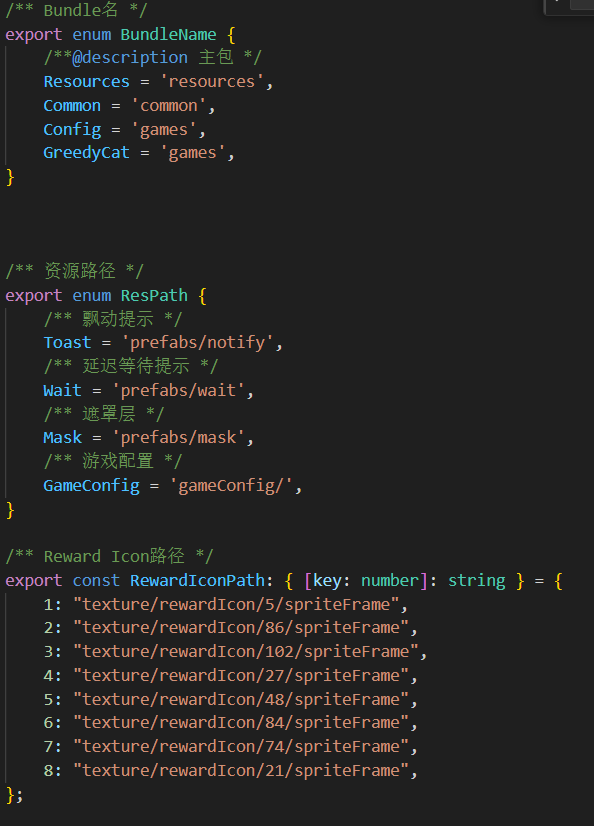 /** Bundle名 */
export enum BundleName {
/**@description 主包 */
Resources = 'resources',
Common = 'common',
Config = 'games',
GreedyCat = 'games',
}
/** 资源路径 */
export enum ResPath {
/** 飘动提示 */
Toast = 'prefabs/notify',
/** 延迟等待提示 */
Wait = 'prefabs/wait',
/** 遮罩层 */
Mask = 'prefabs/mask',
/** 游戏配置 */
GameConfig = 'gameConfig/',
}
/** Reward Icon路径 */
export const RewardIconPath: { [key: number]: string } = {
1: "texture/rewardIcon/5/spriteFrame",
2: "texture/rewardIcon/86/spriteFrame",
3: "texture/rewardIcon/102/spriteFrame",
4: "texture/rewardIcon/27/spriteFrame",
5: "texture/rewardIcon/48/spriteFrame",
6: "texture/rewardIcon/84/spriteFrame",
7: "texture/rewardIcon/74/spriteFrame",
8: "texture/rewardIcon/21/spriteFrame",
};